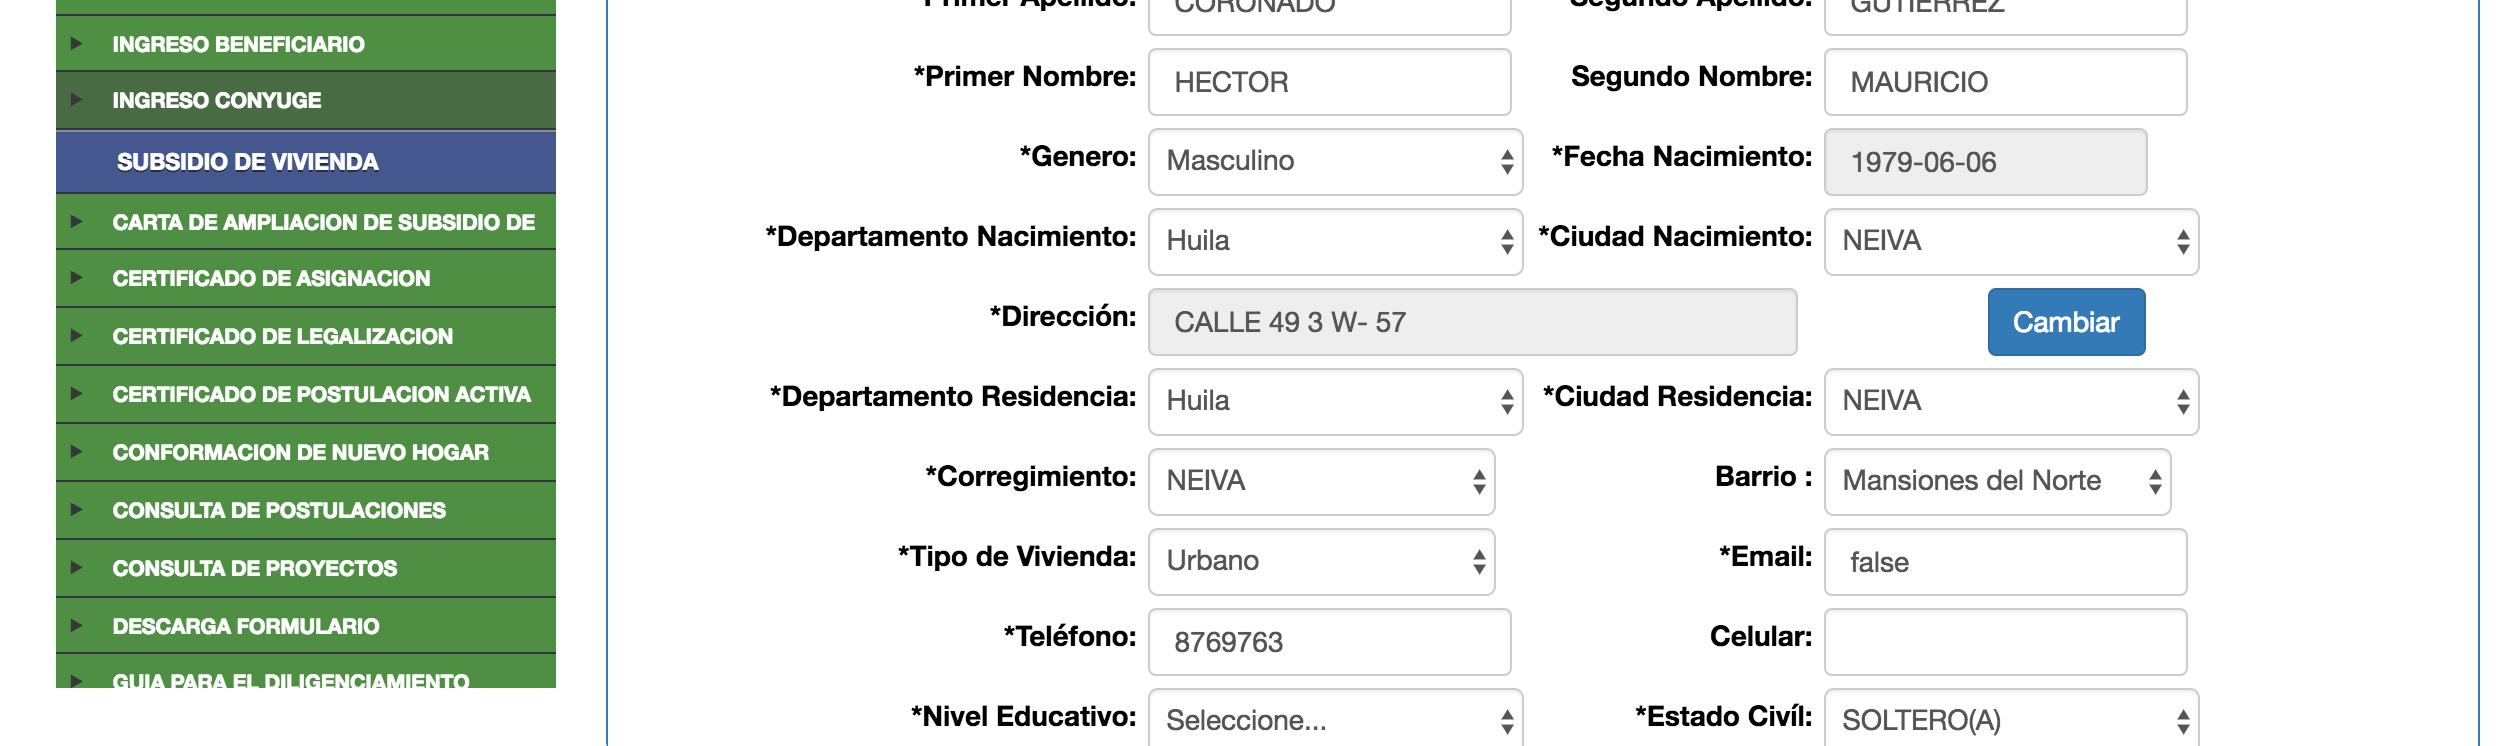 INGRESO BENEFICIARIO
INGRESO CONYUGE
SUBSIDIO DE VIVIENDA
CARTA DE AMPLIACION DE SUBSIDIO DE
CERTIFICADO DE ASIGNACION
CERTIFICADO DE LEGALIZACION
CERTIFICADO DE POSTULACION ACTIVA
CONFORMACION DE NUEVO HOGAR
CONSULTA DE POSTULACIONES
CONSULTA DE PROYECTOS
DESCARGA FORMULARIO
GUIA PARA EL DILIGENCIAMIENTO
Primer Apellido: CORONADO Segundo Apellido: GUTIERREZ
*Primer Nombre: HECTOR Segundo Nombre: MAURICIO
*Genero: Masculino *Fecha Nacimiento: 1979-06-06
*Departamento Nacimiento: Huila *Ciudad Nacimiento: NEIVA
*Dirección: CALLE 49 3 W- 57 Cambiar
*Departamento Residencia: Huila *Ciudad Residencia: NEIVA
*Corregimiento: NEIVA Barrio : Mansiones del Norte
*Tipo de Vivienda: Urbano *Email: false
*Teléfono: 8769763 Celular:
*Nivel Educativo: Seleccione... *Estado Civíl: SOLTERO(A)